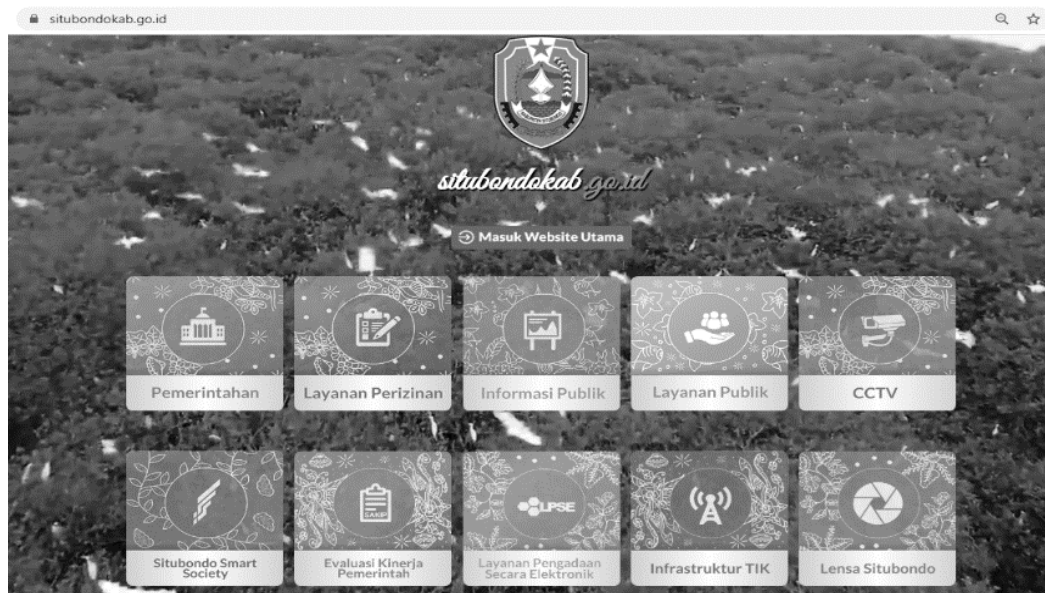 situbondokab.go.id
situbondokab.go.id
Masuk Website Utama
Pemerintahan
Layanan Perizinan
Informasi Publik
Layanan Publik
CCTV
SAKIP
LPSE
Situbondo Smart
Society
Evaluasi Kinerja
Pemerintah
Layanan Pengadaan
Secara Elektronik
Infrastruktur TIK
Lensa Situbondo